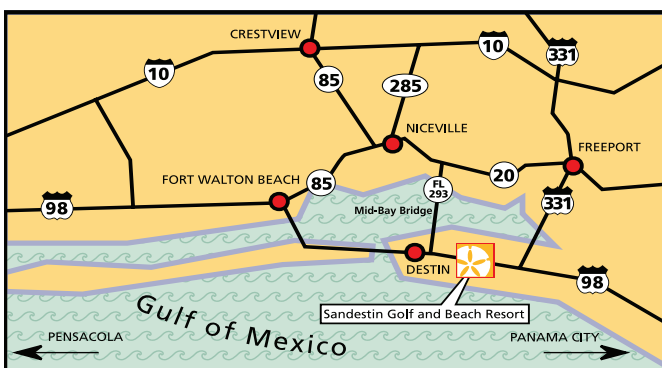 CRESTVIEW
10
10
331
85
285
NICEVILLE
FREEPORT
FORT WALTON BEACH
85
FL
293
20
98
Mid-Bay Bridge
331
DESTIN
98
Sandestin Golf and Beach Resort
Gulf of Mexico
PENSACOLA
PANAMA CITY